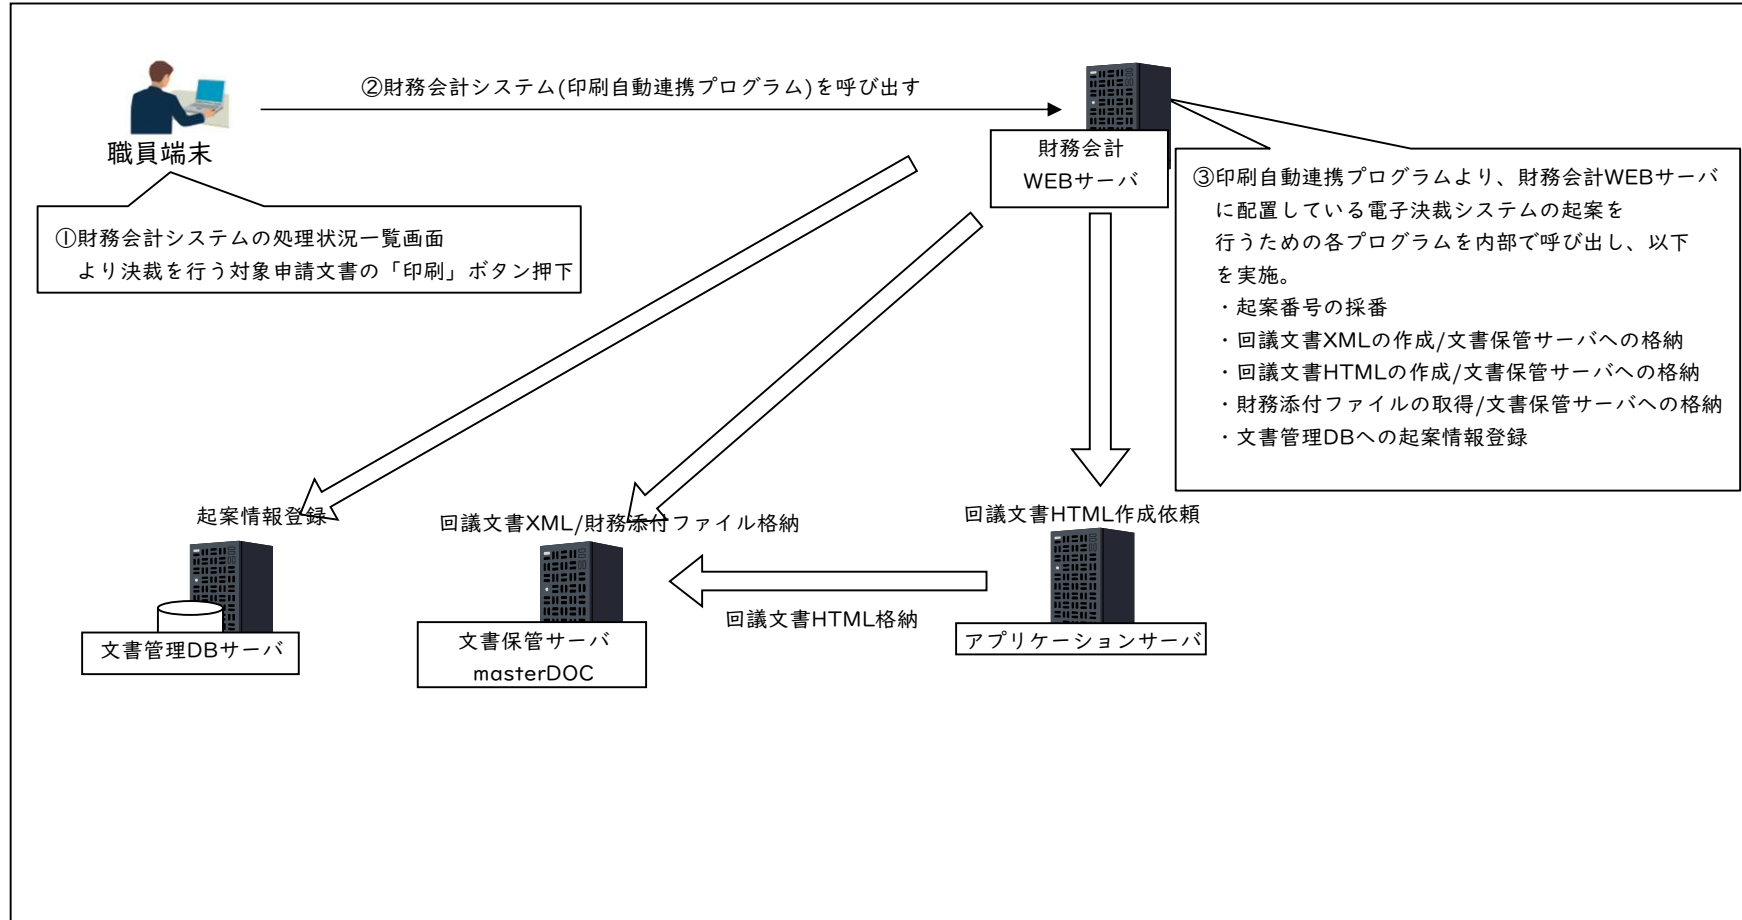 ②財務会計システム(印刷自動連携プログラム)を呼び出す
職員端末
財務会計
WEBサーバ
①財務会計システムの処理状況一覧画面
より決裁を行う対象申請文書の「印刷」ボタン押下
③印刷自動連携プログラムより、財務会計WEBサーバ
に配置している電子決裁システムの起案を
行うための各プログラムを内部で呼び出し、以下
を実施。
・起案番号の採番
・回議文書XMLの作成/文書保管サーバへの格納
・回議文書HTMLの作成/文書保管サーバへの格納
・財務添付ファイルの取得/文書保管サーバへの格納
・文書管理DBへの起案情報登録
起案情報登録
回議文書XML/財務添付ファイル格納
回議文書HTML作成依頼
回議文書HTML格納
文書管理DBサーバ
文書保管サーバ
masterDOC
アプリケーションサーバ